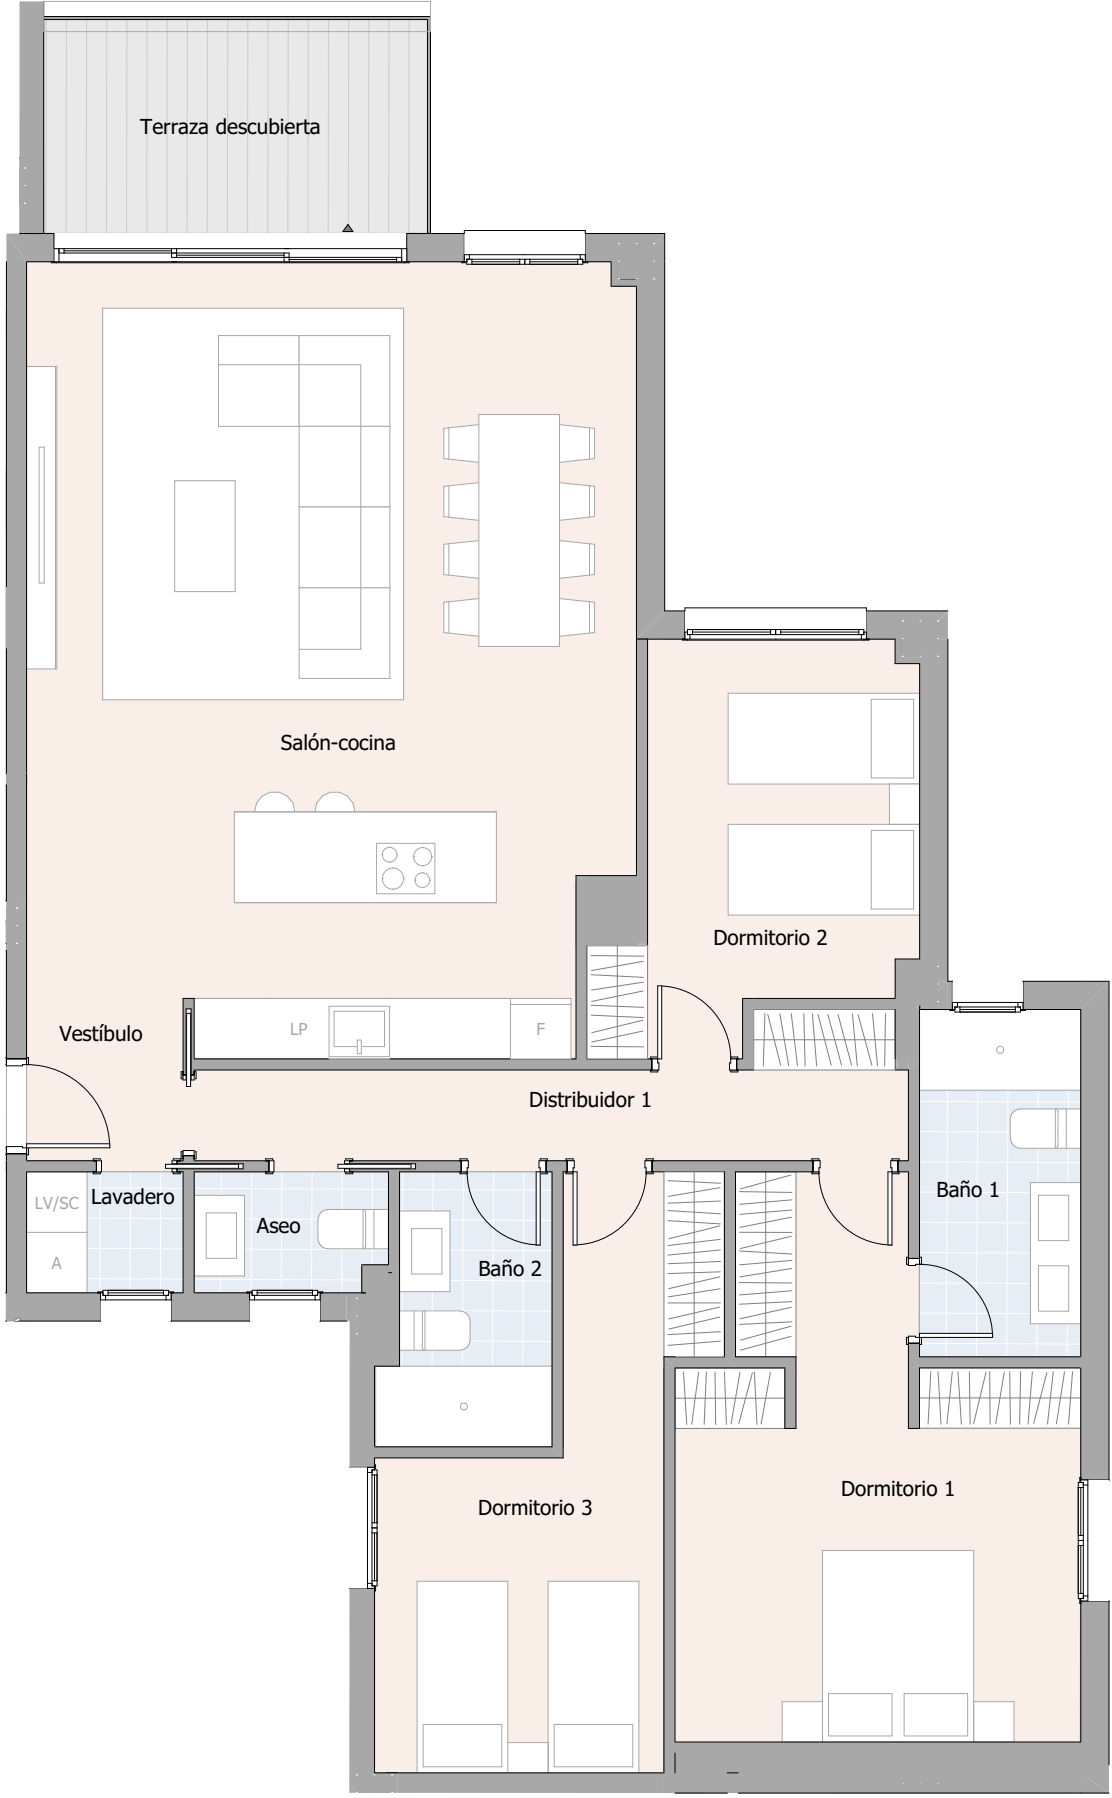 Terraza descubierta
Salón-cocina
Dormitorio 2
LP
F
Vestíbulo
Distribuidor 1
LV/SC
Lavadero
Baño 1
Aseo
A
Baño 2
Dormitorio 1
Dormitorio 3